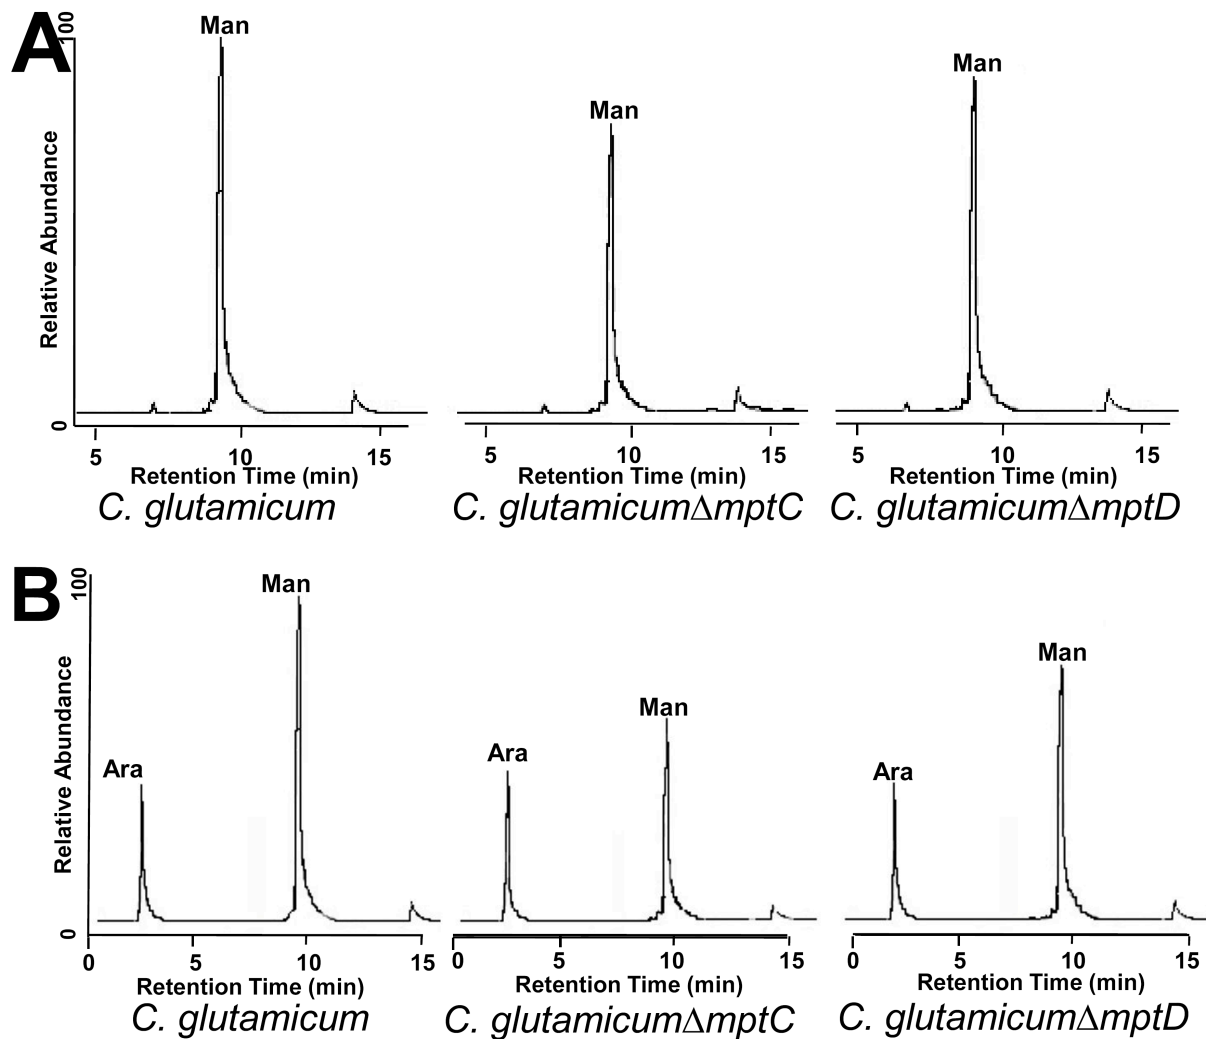 A
100
Man
Man
Man
Relative Abundance
0
5 10 15
5 10 15
5 10 15
Retention Time (min)
Retention Time (min)
Retention Time (min)
C. glutamicum
C. glutamicumΔmptC
C. glutamicumΔmptD
B
100
Man
Man
Man
Ara
Ara
Ara
Relative Abundance
0
0 5 10 15
0 5 10 15
0 5 10 15
Retention Time (min)
Retention Time (min)
Retention Time (min)
C. glutamicum
C. glutamicumΔmptC
C. glutamicumΔmptD